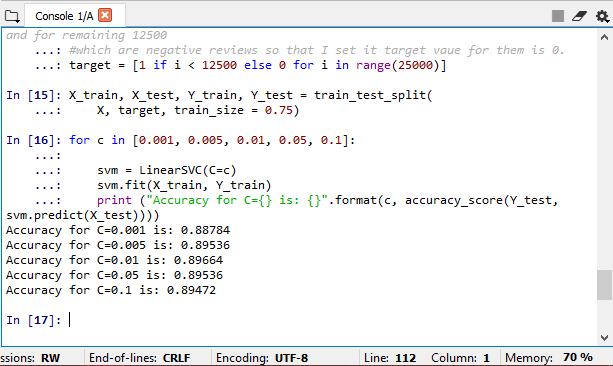 Console 1/A
and for remaining 12500
...: #which are negative reviews so that I set it target vaue for them is 0.
...: target = [1 if i < 12500 else 0 for i in range(25000)]
In [15]: X_train, X_test, Y_train, Y_test = train_test_split(
...: X, target, train_size = 0.75)
In [16]: for c in [0.001, 0.005, 0.01, 0.05, 0.1]:
...:
...: svm = LinearSVC(C=c)
...: svm.fit(X_train, Y_train)
...: print ("Accuracy for C={} is: {}".format(c, accuracy_score(Y_test,
svm.predict(X_test))))
Accuracy for C=0.001 is: 0.88784
Accuracy for C=0.005 is: 0.89536
Accuracy for C=0.01 is: 0.89664
Accuracy for C=0.05 is: 0.89536
Accuracy for C=0.1 is: 0.89472
In [17]:
ssions: RW End-of-lines: CRLF Encoding: UTF-8 Line: 112 Column: 1 Memory: 70 %